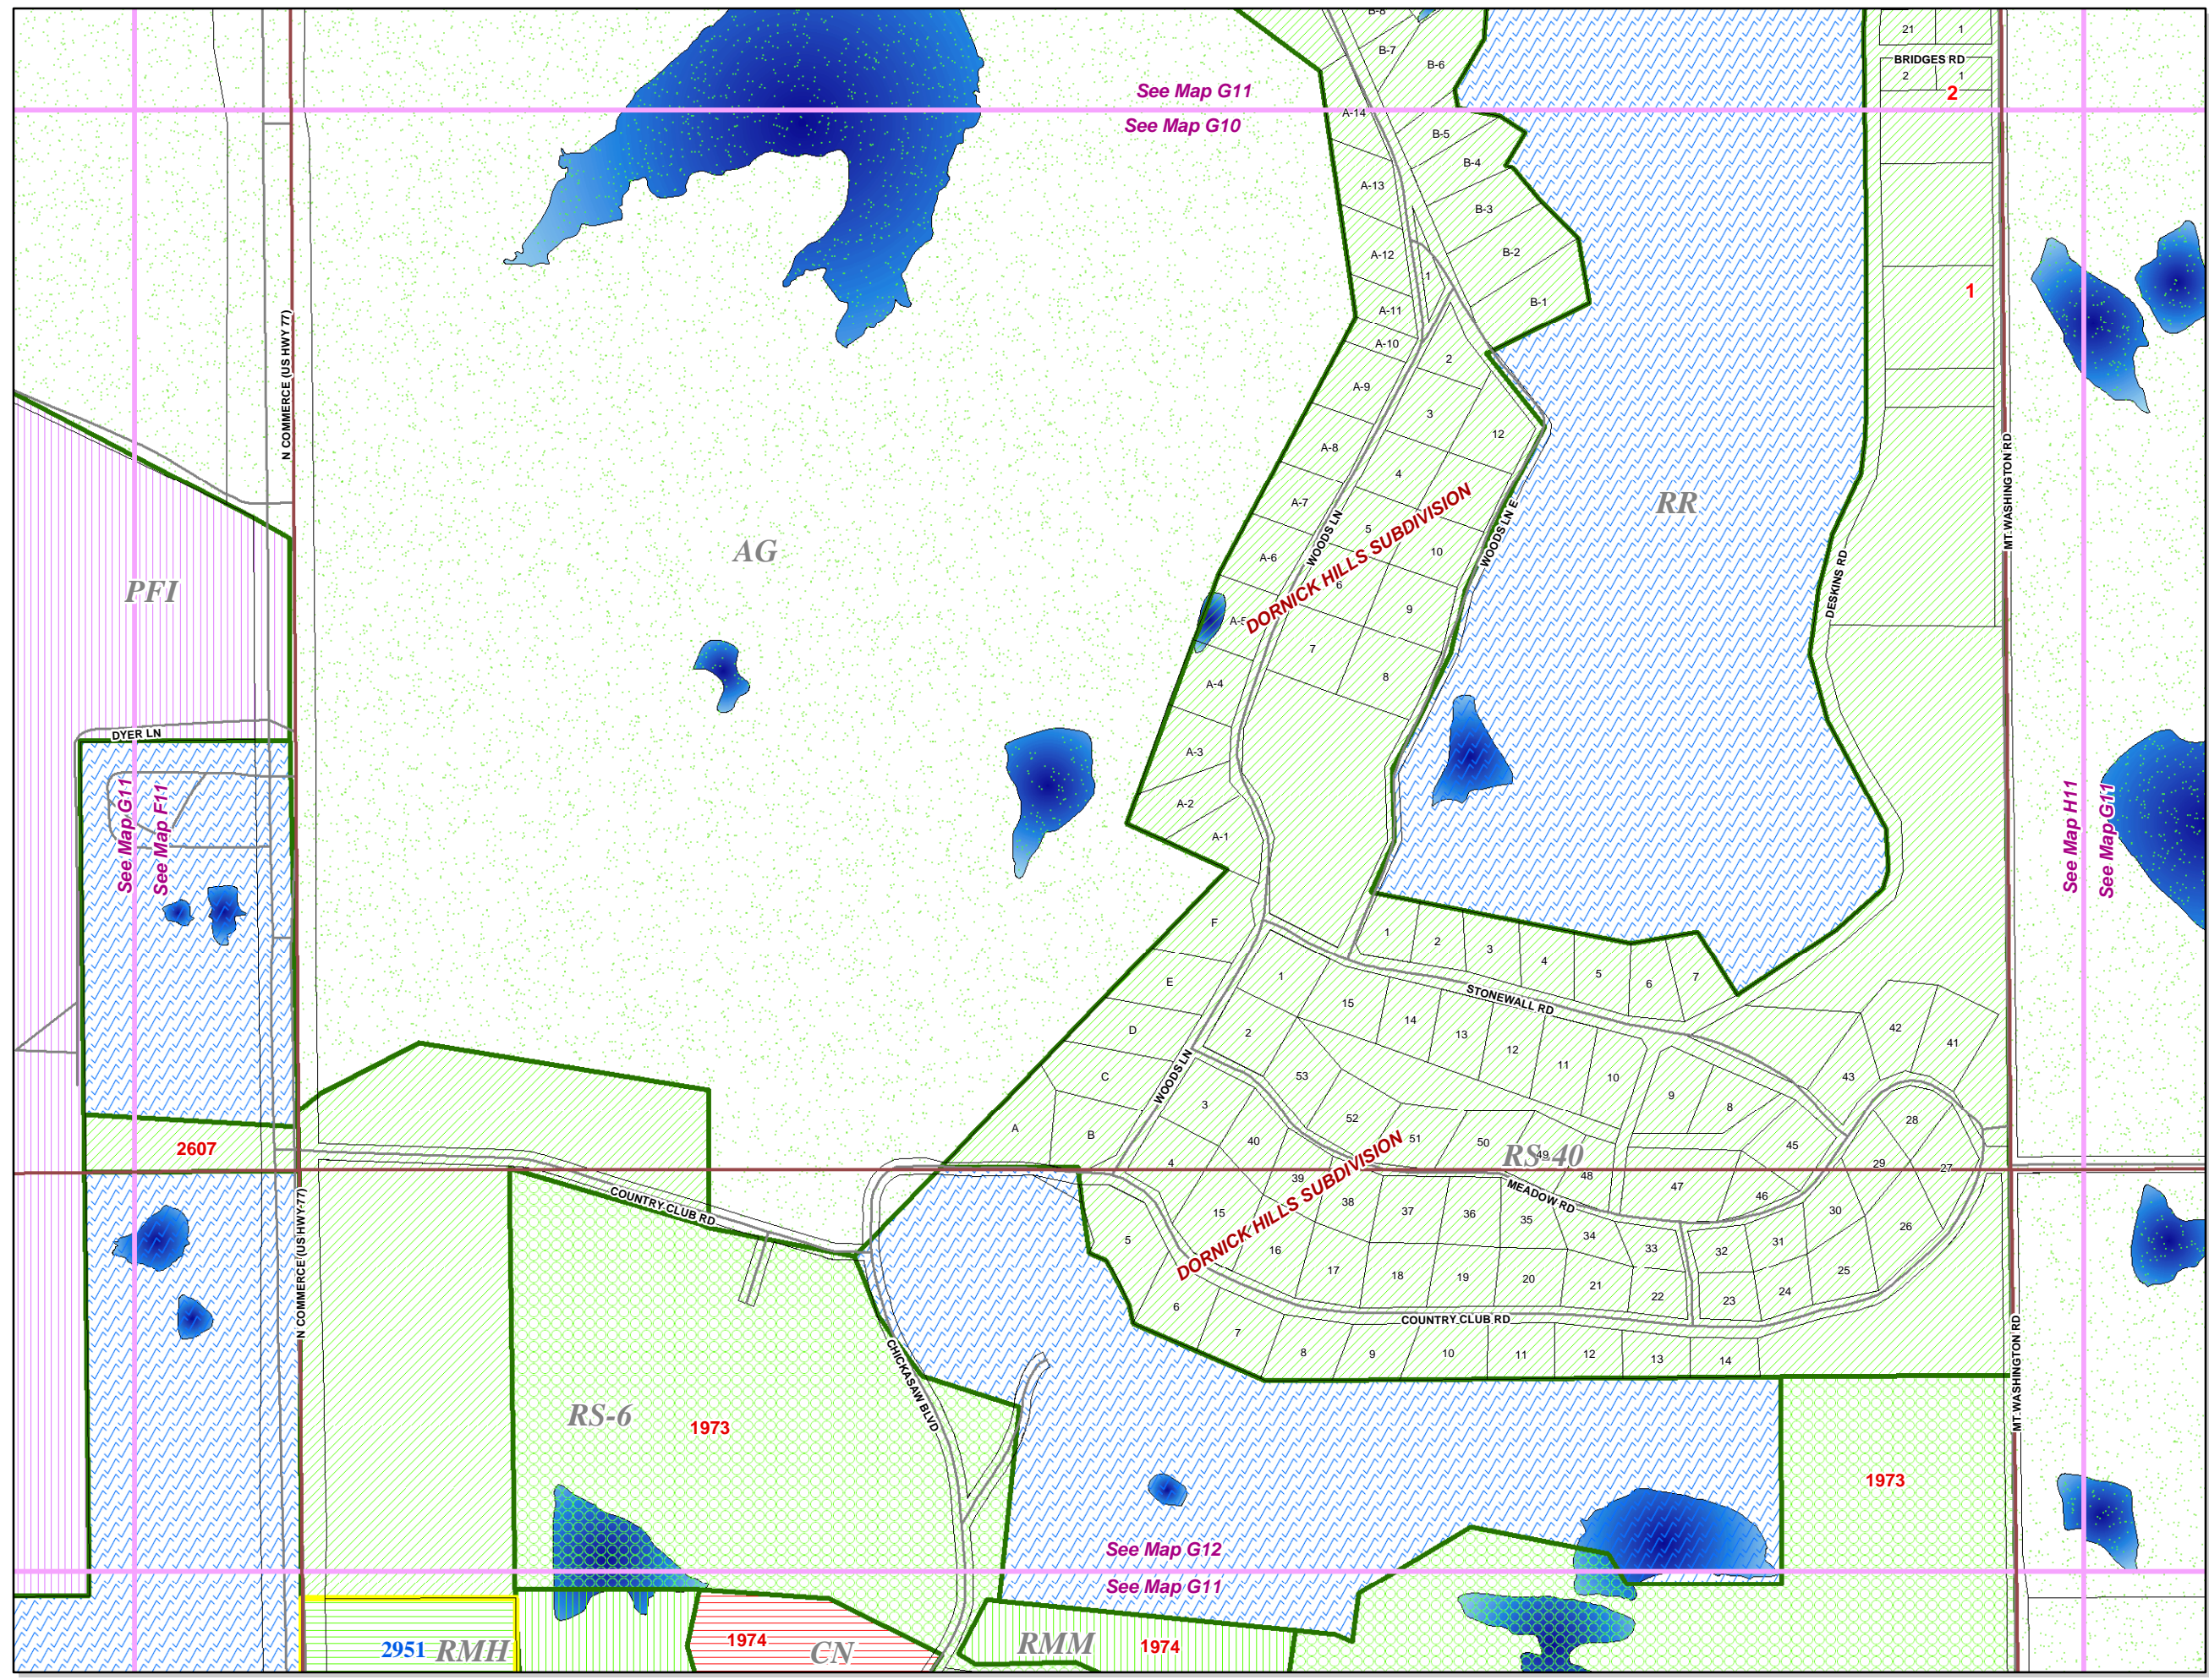 B-8
B-7
B-6
21
1
BRIDGES RD
2
1
2
See Map G11
See Map G10
A-14
B-5
B-4
A-13
B-3
A-12
B-2
1
B-1
1
A-11
A-10
2
A-9
3
12
A-8
4
A-7
5
10
A-6
6
9
A-5
7
8
A-4
A-3
A-2
A-1
N COMMERCE (US HWY 77)
MT. WASHINGTON RD
WOODS LN
WOODS LN E
DORNICK HILLS SUBDIVISION
RR
AG
PFI
DESKINS RD
DYER LN
See Map G11
See Map F11
See Map H11
See Map G11
F
E
D
C
A
B
1
2
3
4
5
6
7
STONEWALL RD
1
15
14
13
12
11
10
2
53
52
51
50
49
48
9
8
42
41
43
28
45
29
27
47
46
WOODS LN
3
40
4
39
38
37
36
35
34
33
32
31
30
26
15
16
17
18
19
20
21
22
23
24
25
5
6
7
8
9
10
11
12
13
14
RS-40
MEADOW RD
DORNICK HILLS SUBDIVISION
COUNTRY CLUB RD
2607
COUNTRY CLUB RD
N COMMERCE (US HWY 77)
CHICKASAW BLVD
MT. WASHINGTON RD
RS-6
1973
1973
See Map G12
See Map G11
2951
RMH
1974
CN
RMM
1974